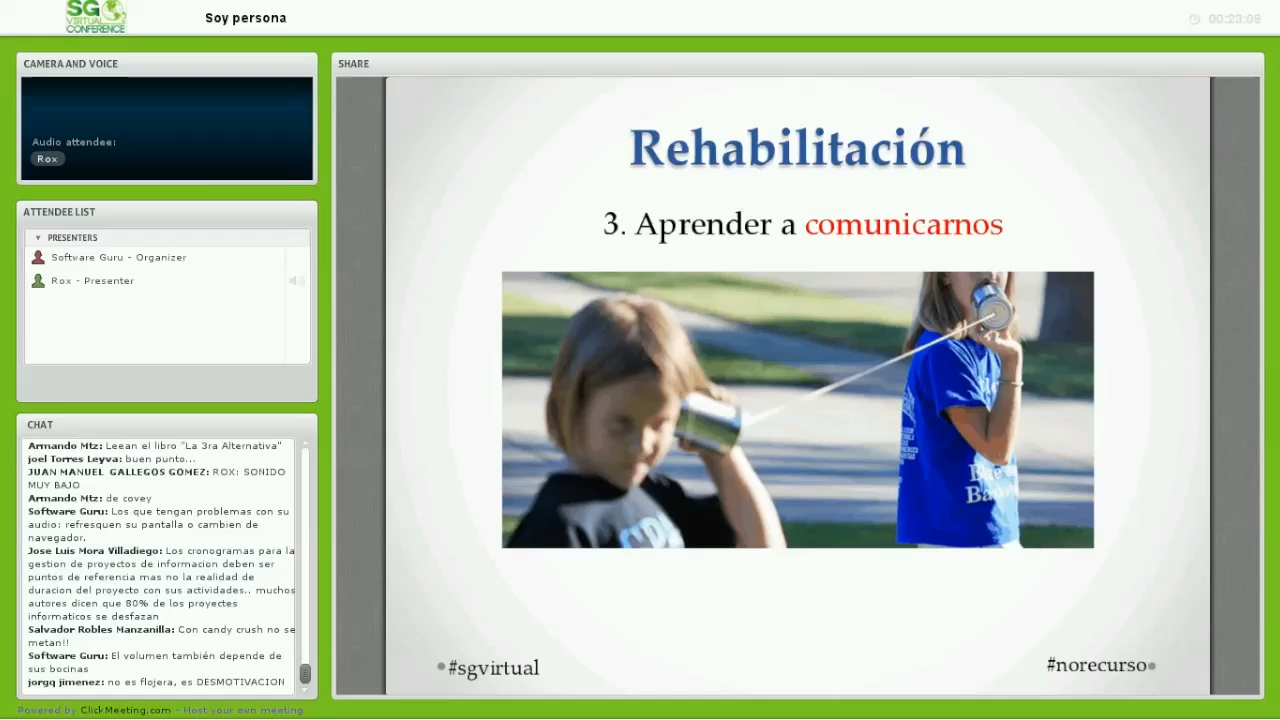 SG
VIRTUAL
CONFERENCE
Soy persona
00:23:09
CAMERA AND VOICE
Audio attendee:
Rox
ATTENDEE LIST
PRESENTERS
Software Guru - Organizer
Rox - Presenter
CHAT
Armando Mtz: Leean el libro "La 3ra Alternativa"
joel Torres Leyva: buen punto...
JUAN MANUEL GALLEGOS GOMEZ: ROX: SONIDO
MUY BAJO
Armando Mtz: de covey
Software Guru: Los que tengan problemas con su
audio: refresquen su pantalla o cambien de
navegador.
Jose Luis Mora Villadiego: Los cronogramas para la
gestion de proyectos de informacion deben ser
puntos de referencia mas no la realidad de
duracion del proyecto con sus actividades.. muchos
autores dicen que 80% de los proyectos
informaticos se desfazan
Salvador Robles Manzanilla: Con candy crush no se
metan!!
Software Guru: El volumen también depende de
sus bocinas
jorgq jimenez: no es flojera, es DESMOTIVACION
Powered by ClickMeeting.com - Host your own meeting
SHARE
Rehabilitación
3. Aprender a comunicarnos
#sgvirtual
#norecurso